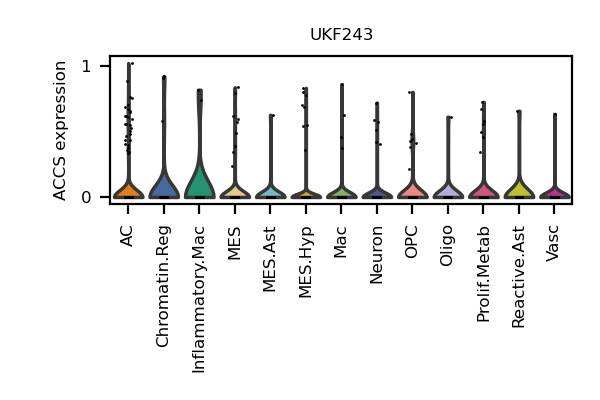 UKF243
ACCS expression
1
0
AC
Chromatin.Reg
Inflammatory.Mac
MES
MES.Ast
MES.Hyp
Mac
Neuron
OPC
Oligo
Prolif.Metab
Reactive.Ast
Vasc